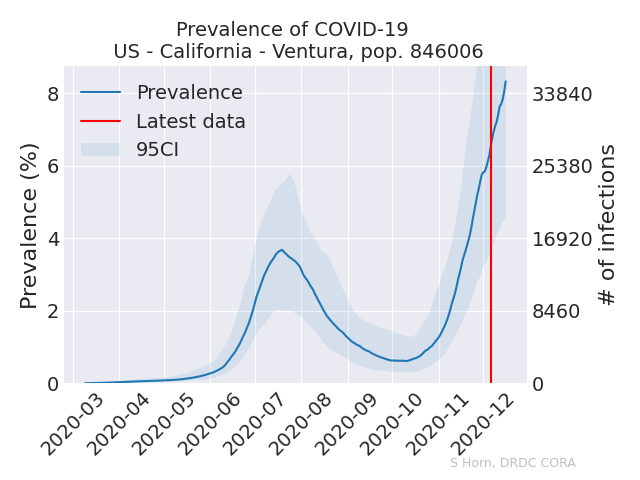 Prevalence of COVID-19
US - California - Ventura, pop. 846006
Prevalence
Latest data
95CI
Prevalence (%)
8
6
4
2
0
33840
25380
16920
8460
0
# of infections
2020-03
2020-04
2020-05
2020-06
2020-07
2020-08
2020-09
2020-10
2020-11
2020-12
S Horn, DRDC CORA